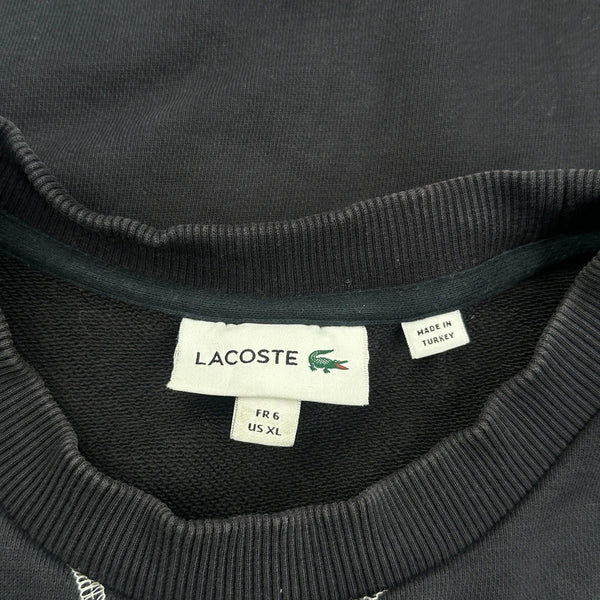 LACOSTE
MADE IN
TURKEY
FR 6
US XL